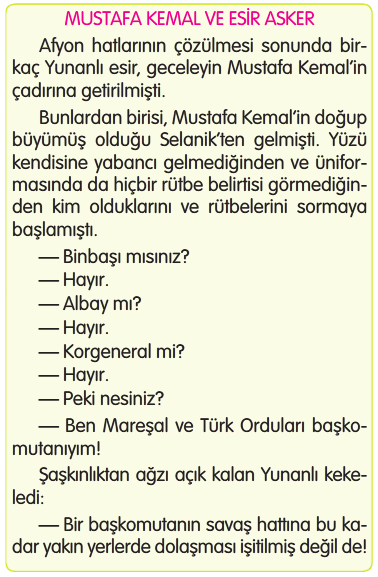 MUSTAFA KEMAL VE ESİR ASKER
Afyon hatlarının çözülmesi sonunda bir-
kaç Yunanlı esir, geceleyin Mustafa Kemal’in
çadırına getirilmişti.
Bunlardan birisi, Mustafa Kemal’in doğup
büyümüş olduğu Selanik’ten gelmişti. Yüzü
kendisine yabancı gelmediğinden ve ünifor-
masında da hiçbir rütbe belirtisi görmediğin-
den kim olduklarını ve rütbelerini sormaya
başlamıştı.
— Binbaşı mısınız?
— Hayır.
— Albay mı?
— Hayır.
— Korgeneral mi?
— Hayır.
— Peki nesiniz?
— Ben Mareşal ve Türk Orduları başko-
mutanıyım!
Şaşkınlıktan ağzı açık kalan Yunanlı keke-
ledi:
— Bir başkomutanın savaş hattına bu ka-
dar yakın yerlerde dolaşması işitilmiş değil de!